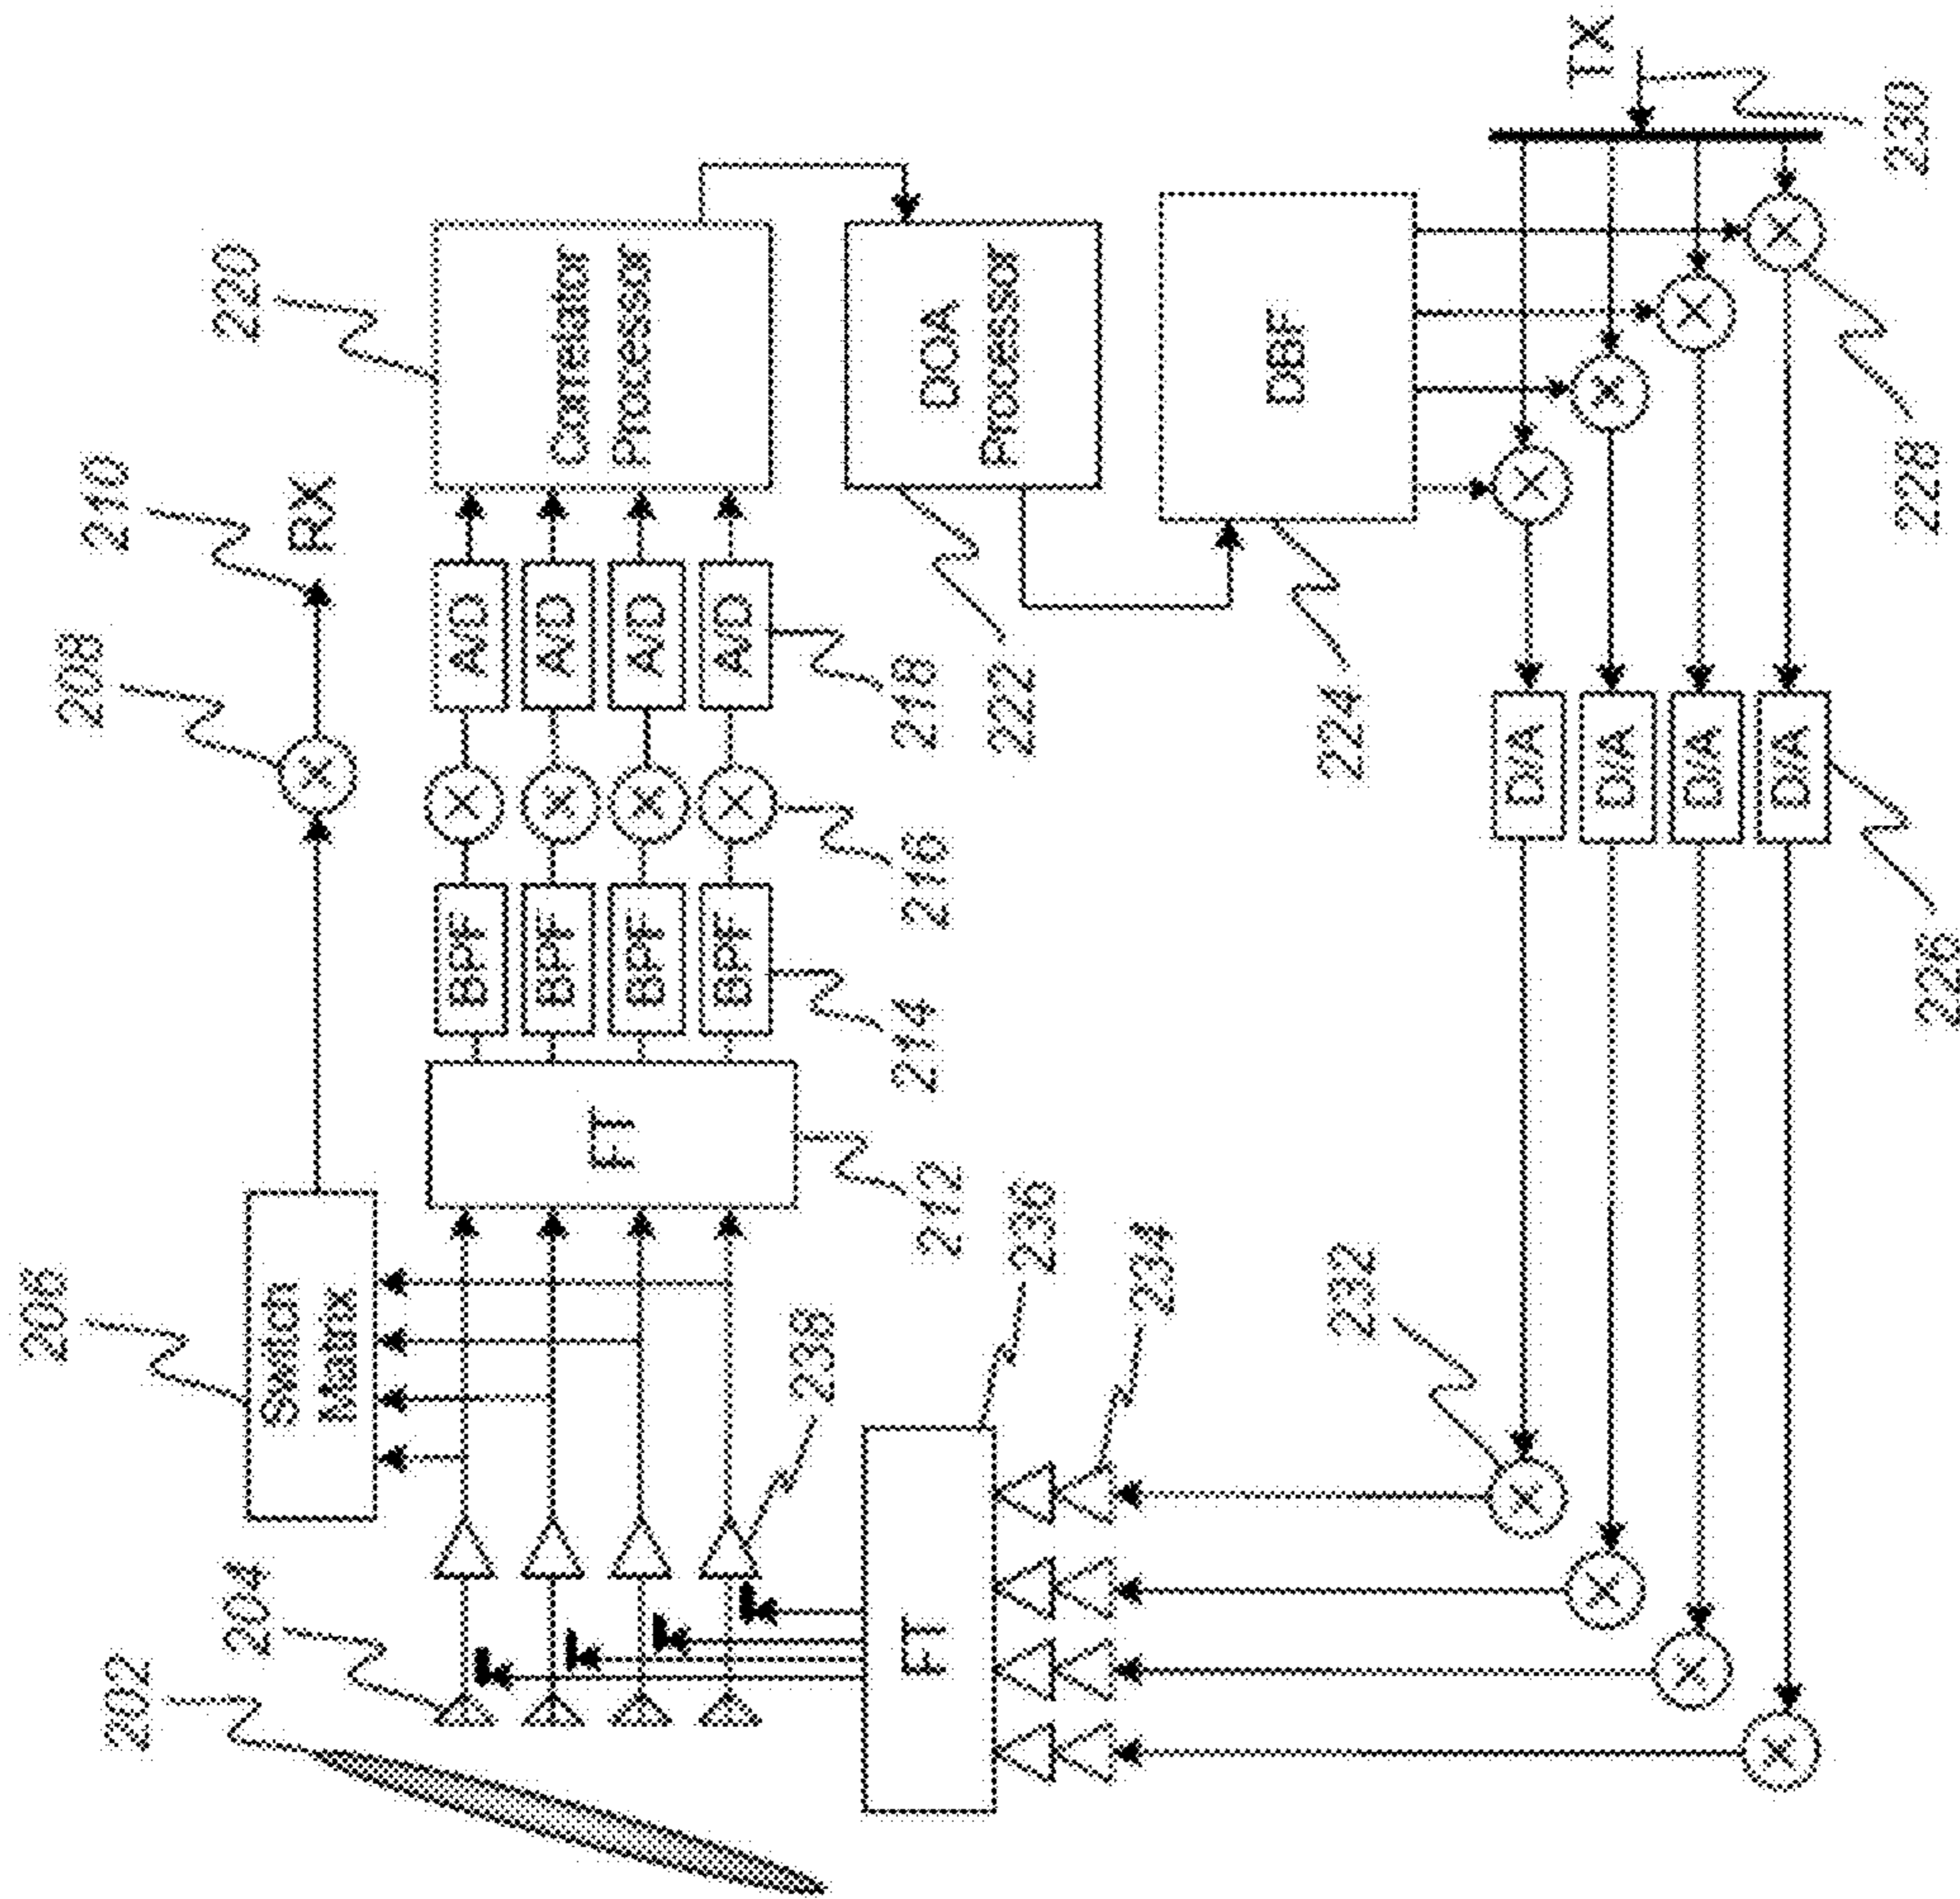 206
208
210
202
204
220
Switch
Matrix
RX
BPF
A/D
BPF
A/D
Correlator
Processor
FT
BPF
A/D
BPF
A/D
238
212
214
216
218
FT
DOA
Processor
236
222
234
DBF
232
224
D/A
D/A
TX
D/A
D/A
226
228
230